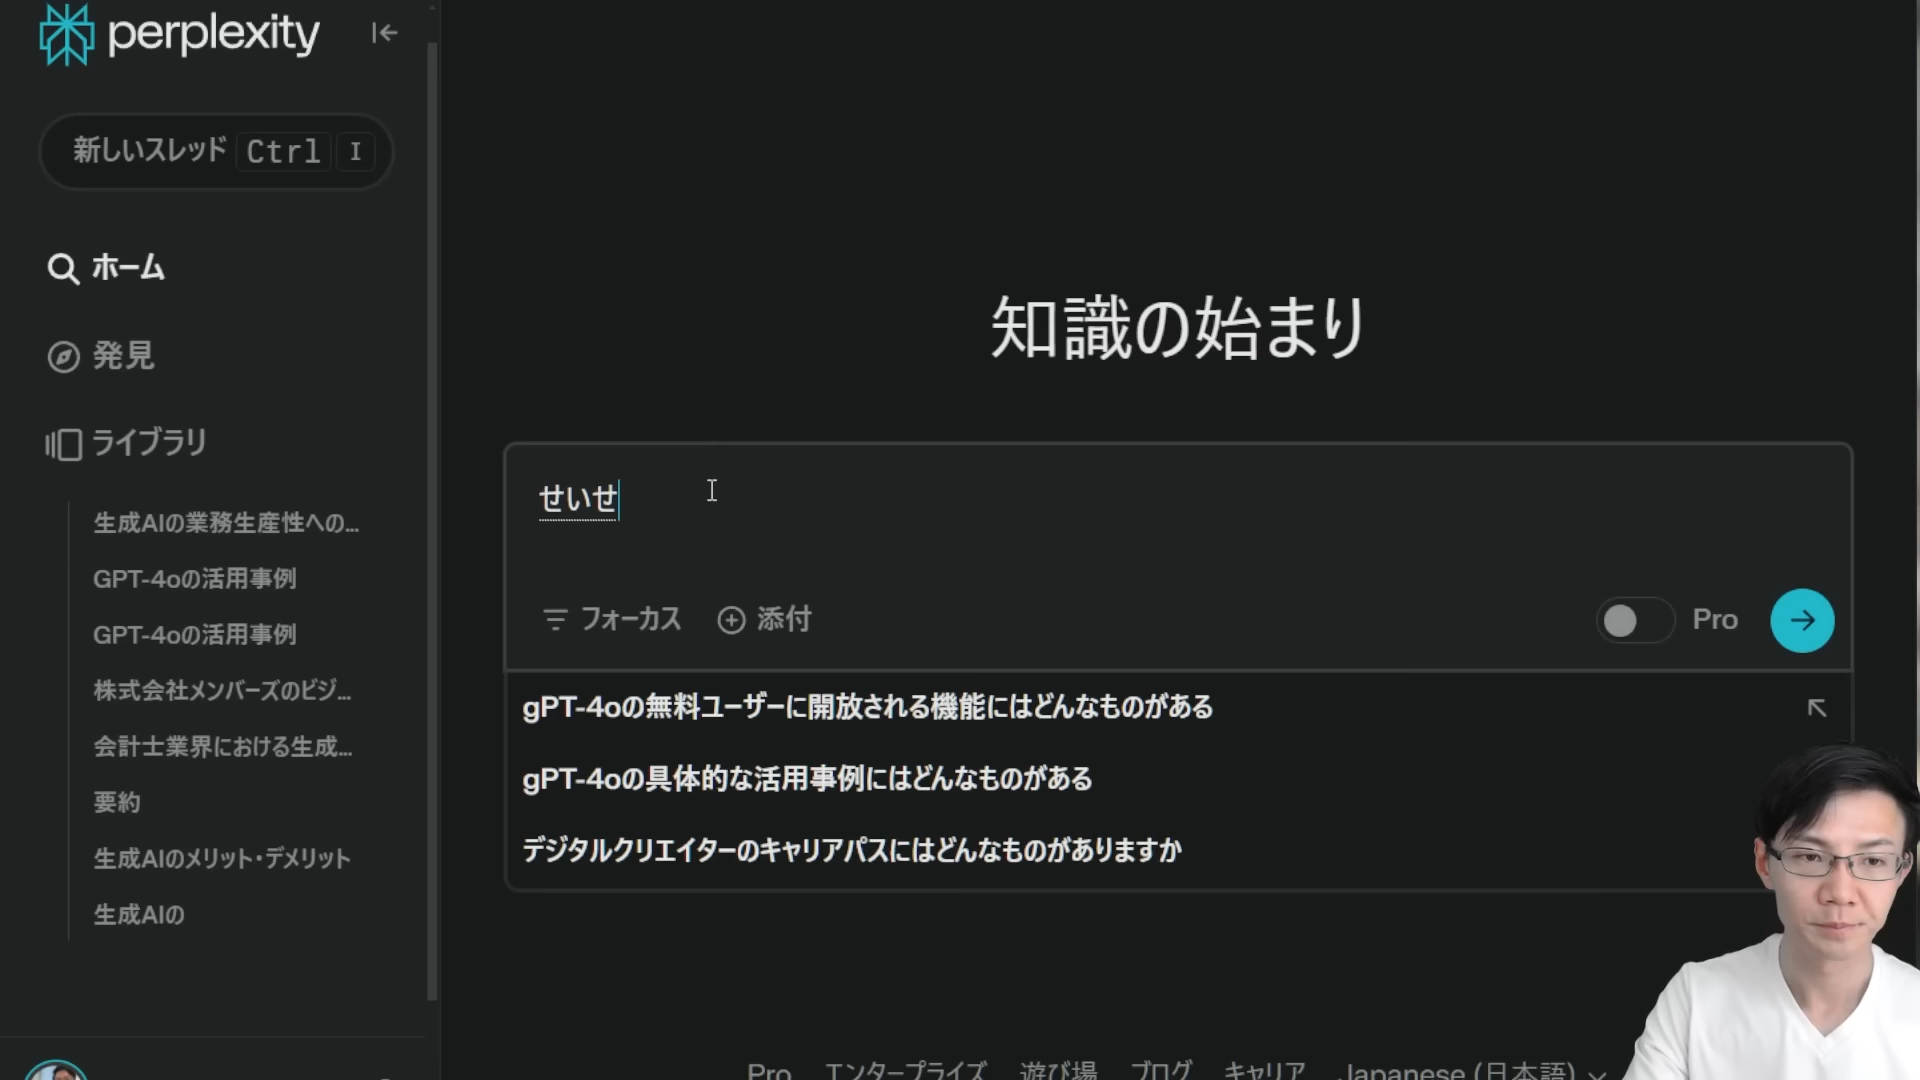 perplexity
新しいスレッド Ctrl I
ホーム
発見
ライブラリ
生成AIの業務生産性への...
GPT-4oの活用事例
GPT-4oの活用事例
株式会社メンバーズのビジ...
会計士業界における生成...
要約
生成AIのメリット・デメリット
生成AIの
知識の始まり
せいせ
フォーカス 添付 Pro
gPT-4oの無料ユーザーに開放される機能にはどんなものがある
gPT-4oの具体的な活用事例にはどんなものがある
デジタルクリエイターのキャリアパスにはどんなものがありますか
Pro エンタープライズ 遊び場 ブログ キャリア Japanese (日本語)